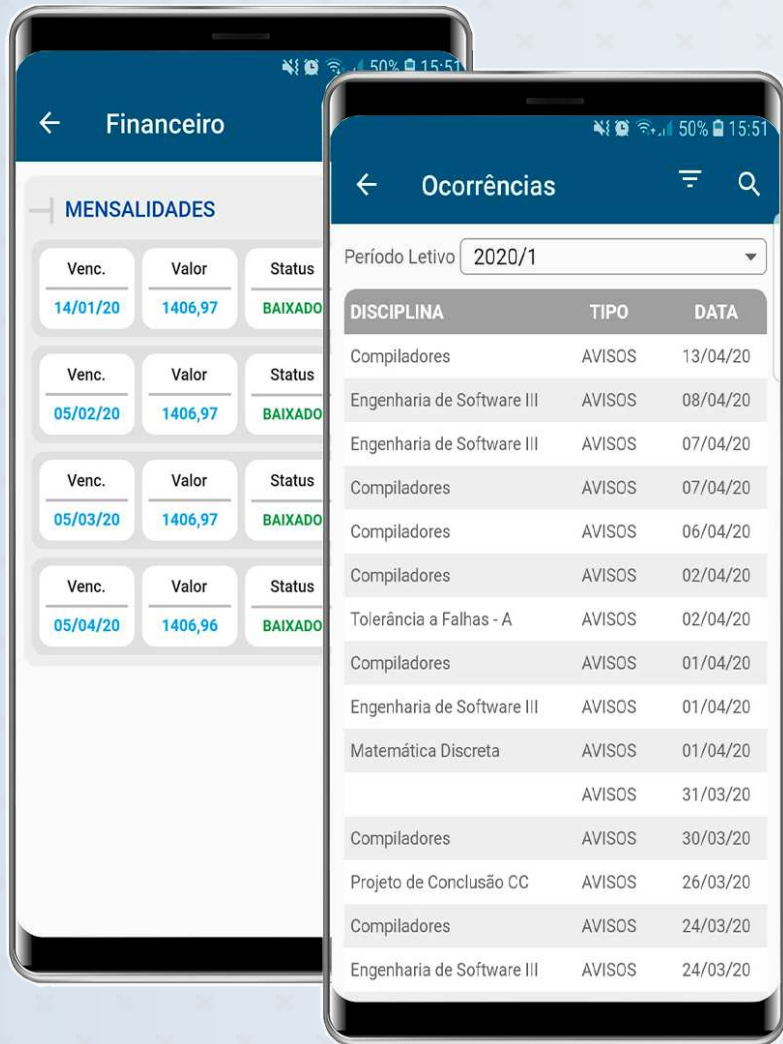 50% 15:51
Financeiro
MENSALIDADES
Venc. Valor Status
14/01/20 1406,97 BAIXADO
Venc. Valor Status
05/02/20 1406,97 BAIXADO
Venc. Valor Status
05/03/20 1406,97 BAIXADO
Venc. Valor Status
05/04/20 1406,96 BAIXADO
50% 15:51
Ocorrências
Período Letivo 2020/1
DISCIPLINA TIPO DATA
Compiladores AVISOS 13/04/20
Engenharia de Software III AVISOS 08/04/20
Engenharia de Software III AVISOS 07/04/20
Compiladores AVISOS 07/04/20
Compiladores AVISOS 06/04/20
Compiladores AVISOS 02/04/20
Tolerância a Falhas - A AVISOS 02/04/20
Compiladores AVISOS 01/04/20
Engenharia de Software III AVISOS 01/04/20
Matemática Discreta AVISOS 01/04/20
AVISOS 31/03/20
Compiladores AVISOS 30/03/20
Projeto de Conclusão CC AVISOS 26/03/20
Compiladores AVISOS 24/03/20
Engenharia de Software III AVISOS 24/03/20